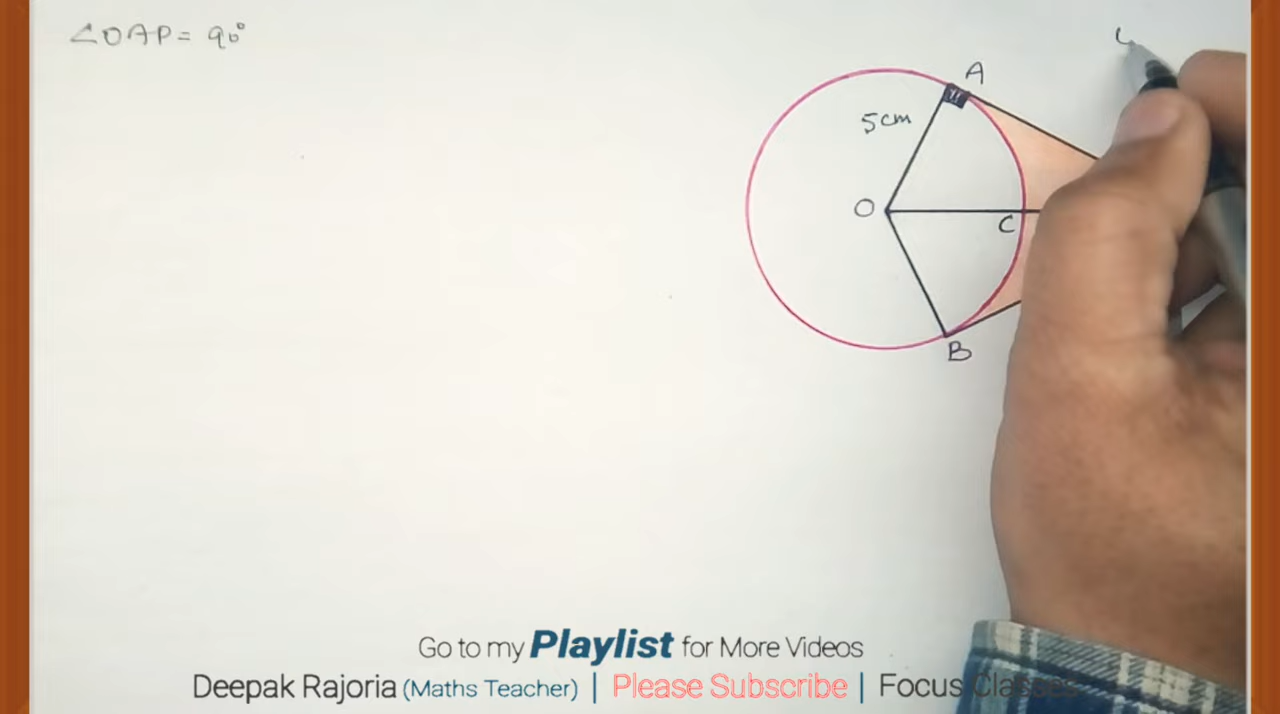 ∠OAP = 90°
A
5cm
O
C
B
Go to my Playlist for More Videos
Deepak Rajoria (Maths Teacher) | Please Subscribe | Focus Classes